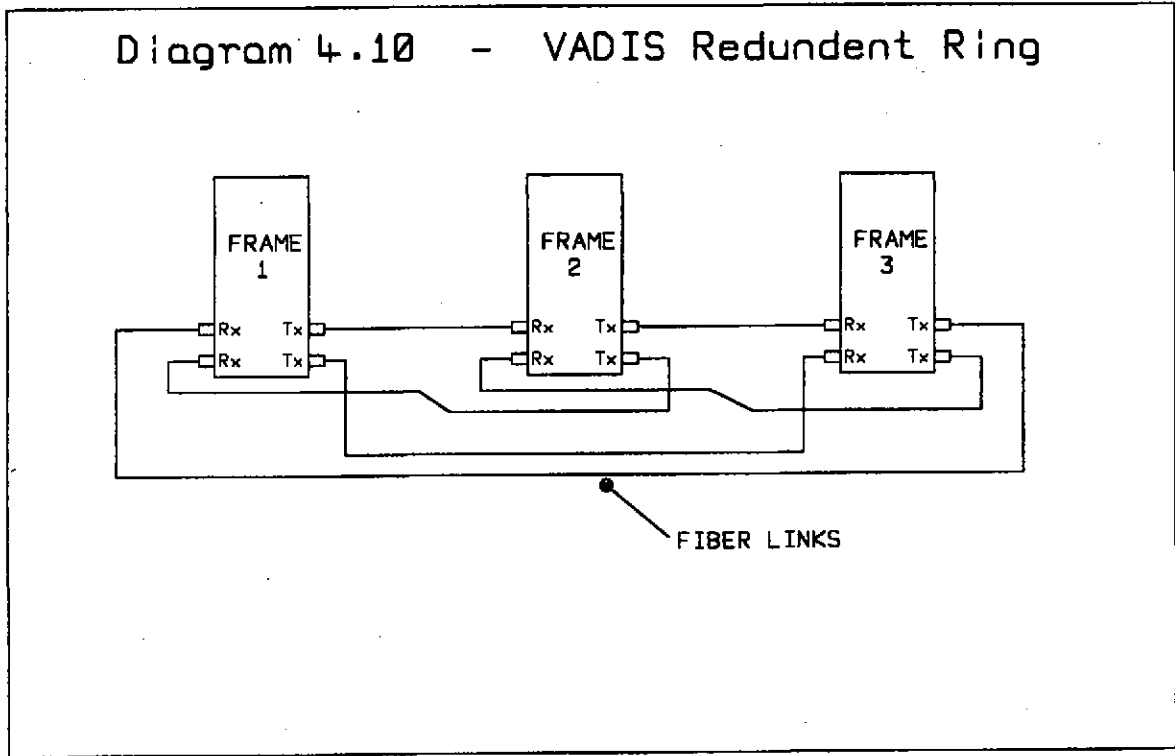 Diagram 4.10 - VADIS Redundent Ring
FRAME
1
FRAME
2
FRAME
3
Rx Tx
Rx Tx
Rx Tx
Rx Tx
Rx Tx
Rx Tx
FIBER LINKS